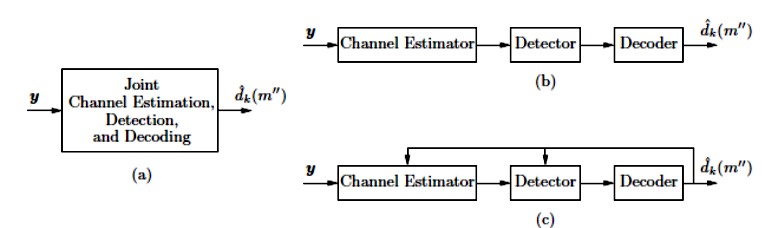 y
Joint
Channel Estimation,
Detection,
and Decoding
d̂ₖ(m″)
(a)
y
Channel Estimator
Detector
Decoder
d̂ₖ(m″)
(b)
y
Channel Estimator
Detector
Decoder
d̂ₖ(m″)
(c)